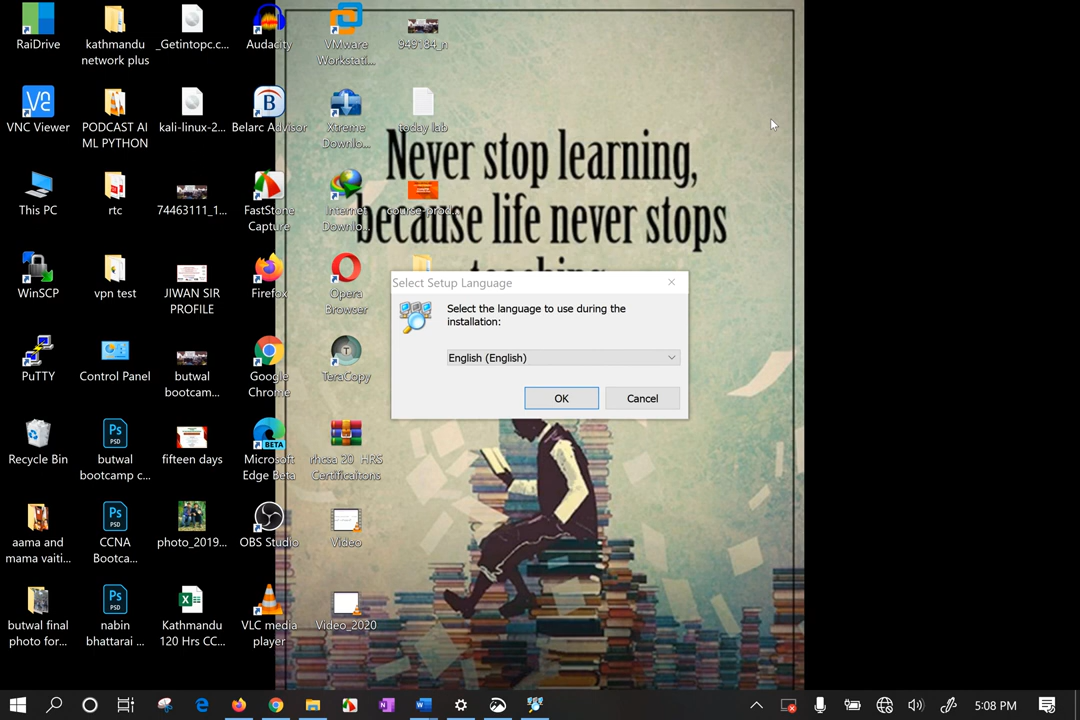 RaiDrive
kathmandu
network plus
_Getintopc.c...
Audacity
VMware
Workstati...
949184_n
VNC Viewer
PODCAST AI
ML PYTHON
kali-linux-2...
Belarc Advisor
Xtreme
Downlo...
today lab
This PC
rtc
74463111_1...
FastStone
Capture
Internet
Downlo...
course-prod...
WinSCP
vpn test
JIWAN SIR
PROFILE
Firefox
Opera
Browser
PuTTY
Control Panel
butwal
bootcam...
Google
Chrome
TeraCopy
Recycle Bin
butwal
bootcamp c...
fifteen days
Microsoft
Edge Beta
rhcsa 20 HRS
Certificaitons
aama and
mama vaiti...
CCNA
Bootca...
photo_2019...
OBS Studio
Video
butwal final
photo for...
nabin
bhattarai ...
Kathmandu
120 Hrs CC...
VLC media
player
Video_2020
Never stop learning,
because life never stops
teaching
Select Setup Language
Select the language to use during the
installation:
English (English)
OK
Cancel
5:08 PM